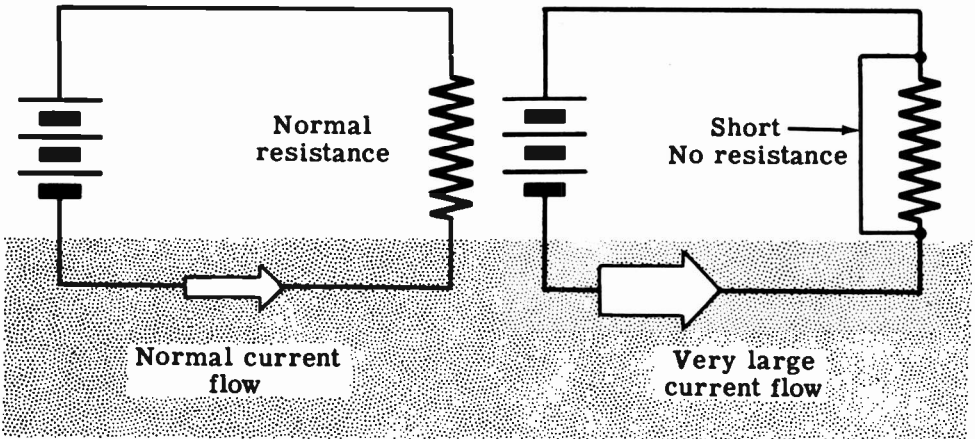 Normal
resistance
Short
No resistance
Normal current
flow
Very large
current flow